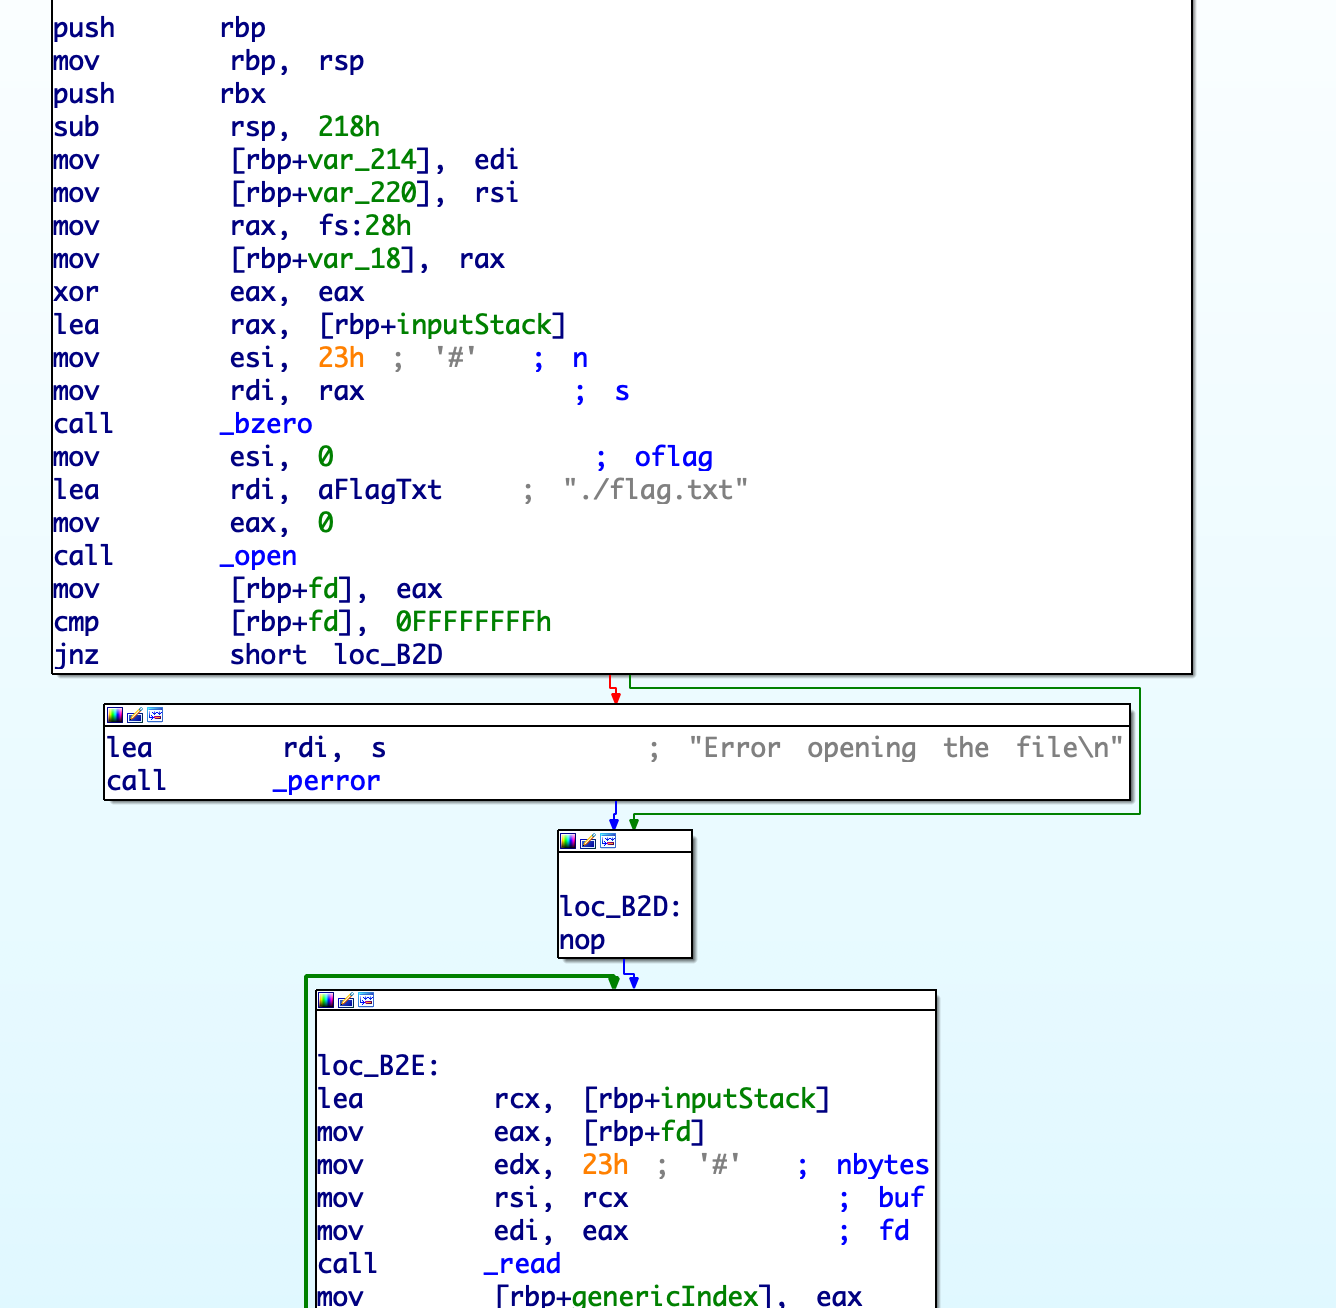 push rbp
mov rbp, rsp
push rbx
sub rsp, 218h
mov [rbp+var_214], edi
mov [rbp+var_220], rsi
mov rax, fs:28h
mov [rbp+var_18], rax
xor eax, eax
lea rax, [rbp+inputStack]
mov esi, 23h ; '#' ; n
mov rdi, rax ; s
call _bzero
mov esi, 0 ; oflag
lea rdi, aFlagTxt ; "./flag.txt"
mov eax, 0
call _open
mov [rbp+fd], eax
cmp [rbp+fd], 0FFFFFFFFh
jnz short loc_B2D
lea rdi, s ; "Error opening the file\n"
call _perror
loc_B2D:
nop
loc_B2E:
lea rcx, [rbp+inputStack]
mov eax, [rbp+fd]
mov edx, 23h ; '#' ; nbytes
mov rsi, rcx ; buf
mov edi, eax ; fd
call _read
mov [rbp+genericIndex], eax